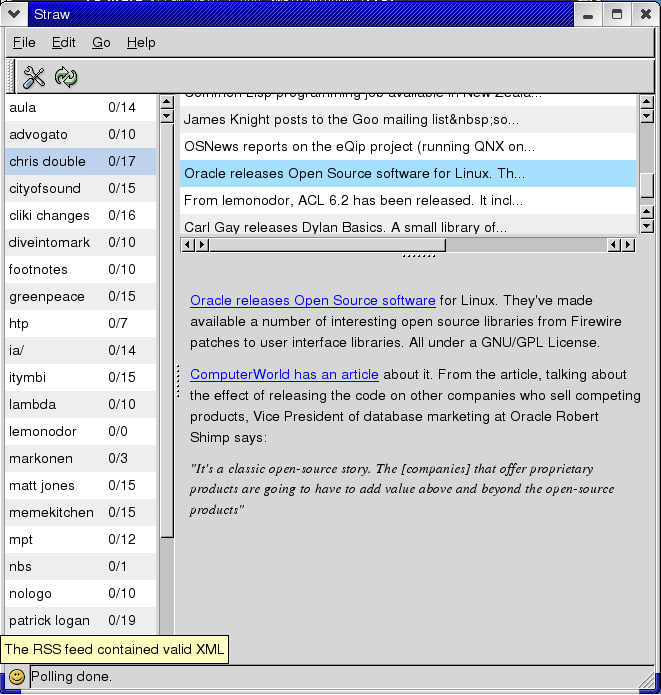 Straw
File Edit Go Help
aula 0/14
advogato 0/10
chris double 0/17
cityofsound 0/15
cliki changes 0/16
diveintomark 0/10
footnotes 0/10
greenpeace 0/15
htp 0/7
ia/ 0/14
itymbi 0/15
lambda 0/10
lemonodor 0/0
markonen 0/3
matt jones 0/15
memekitchen 0/15
mpt 0/12
nbs 0/1
nologo 0/10
patrick logan 0/19
Common Lisp programming job available in New Zeala...
James Knight posts to the Goo mailing list&nbsp;so...
OSNews reports on the eQip project (running QNX on...
Oracle releases Open Source software for Linux. Th...
From lemonodor, ACL 6.2 has been released. It incl...
Carl Gay releases Dylan Basics. A small library of...
Oracle releases Open Source software for Linux. They've made
available a number of interesting open source libraries from Firewire
patches to user interface libraries. All under a GNU/GPL License.
ComputerWorld has an article about it. From the article, talking about
the effect of releasing the code on other companies who sell competing
products, Vice President of database marketing at Oracle Robert
Shimp says:
"It's a classic open-source story. The [companies] that offer proprietary
products are going to have to add value above and beyond the open-source
products"
The RSS feed contained valid XML
Polling done.